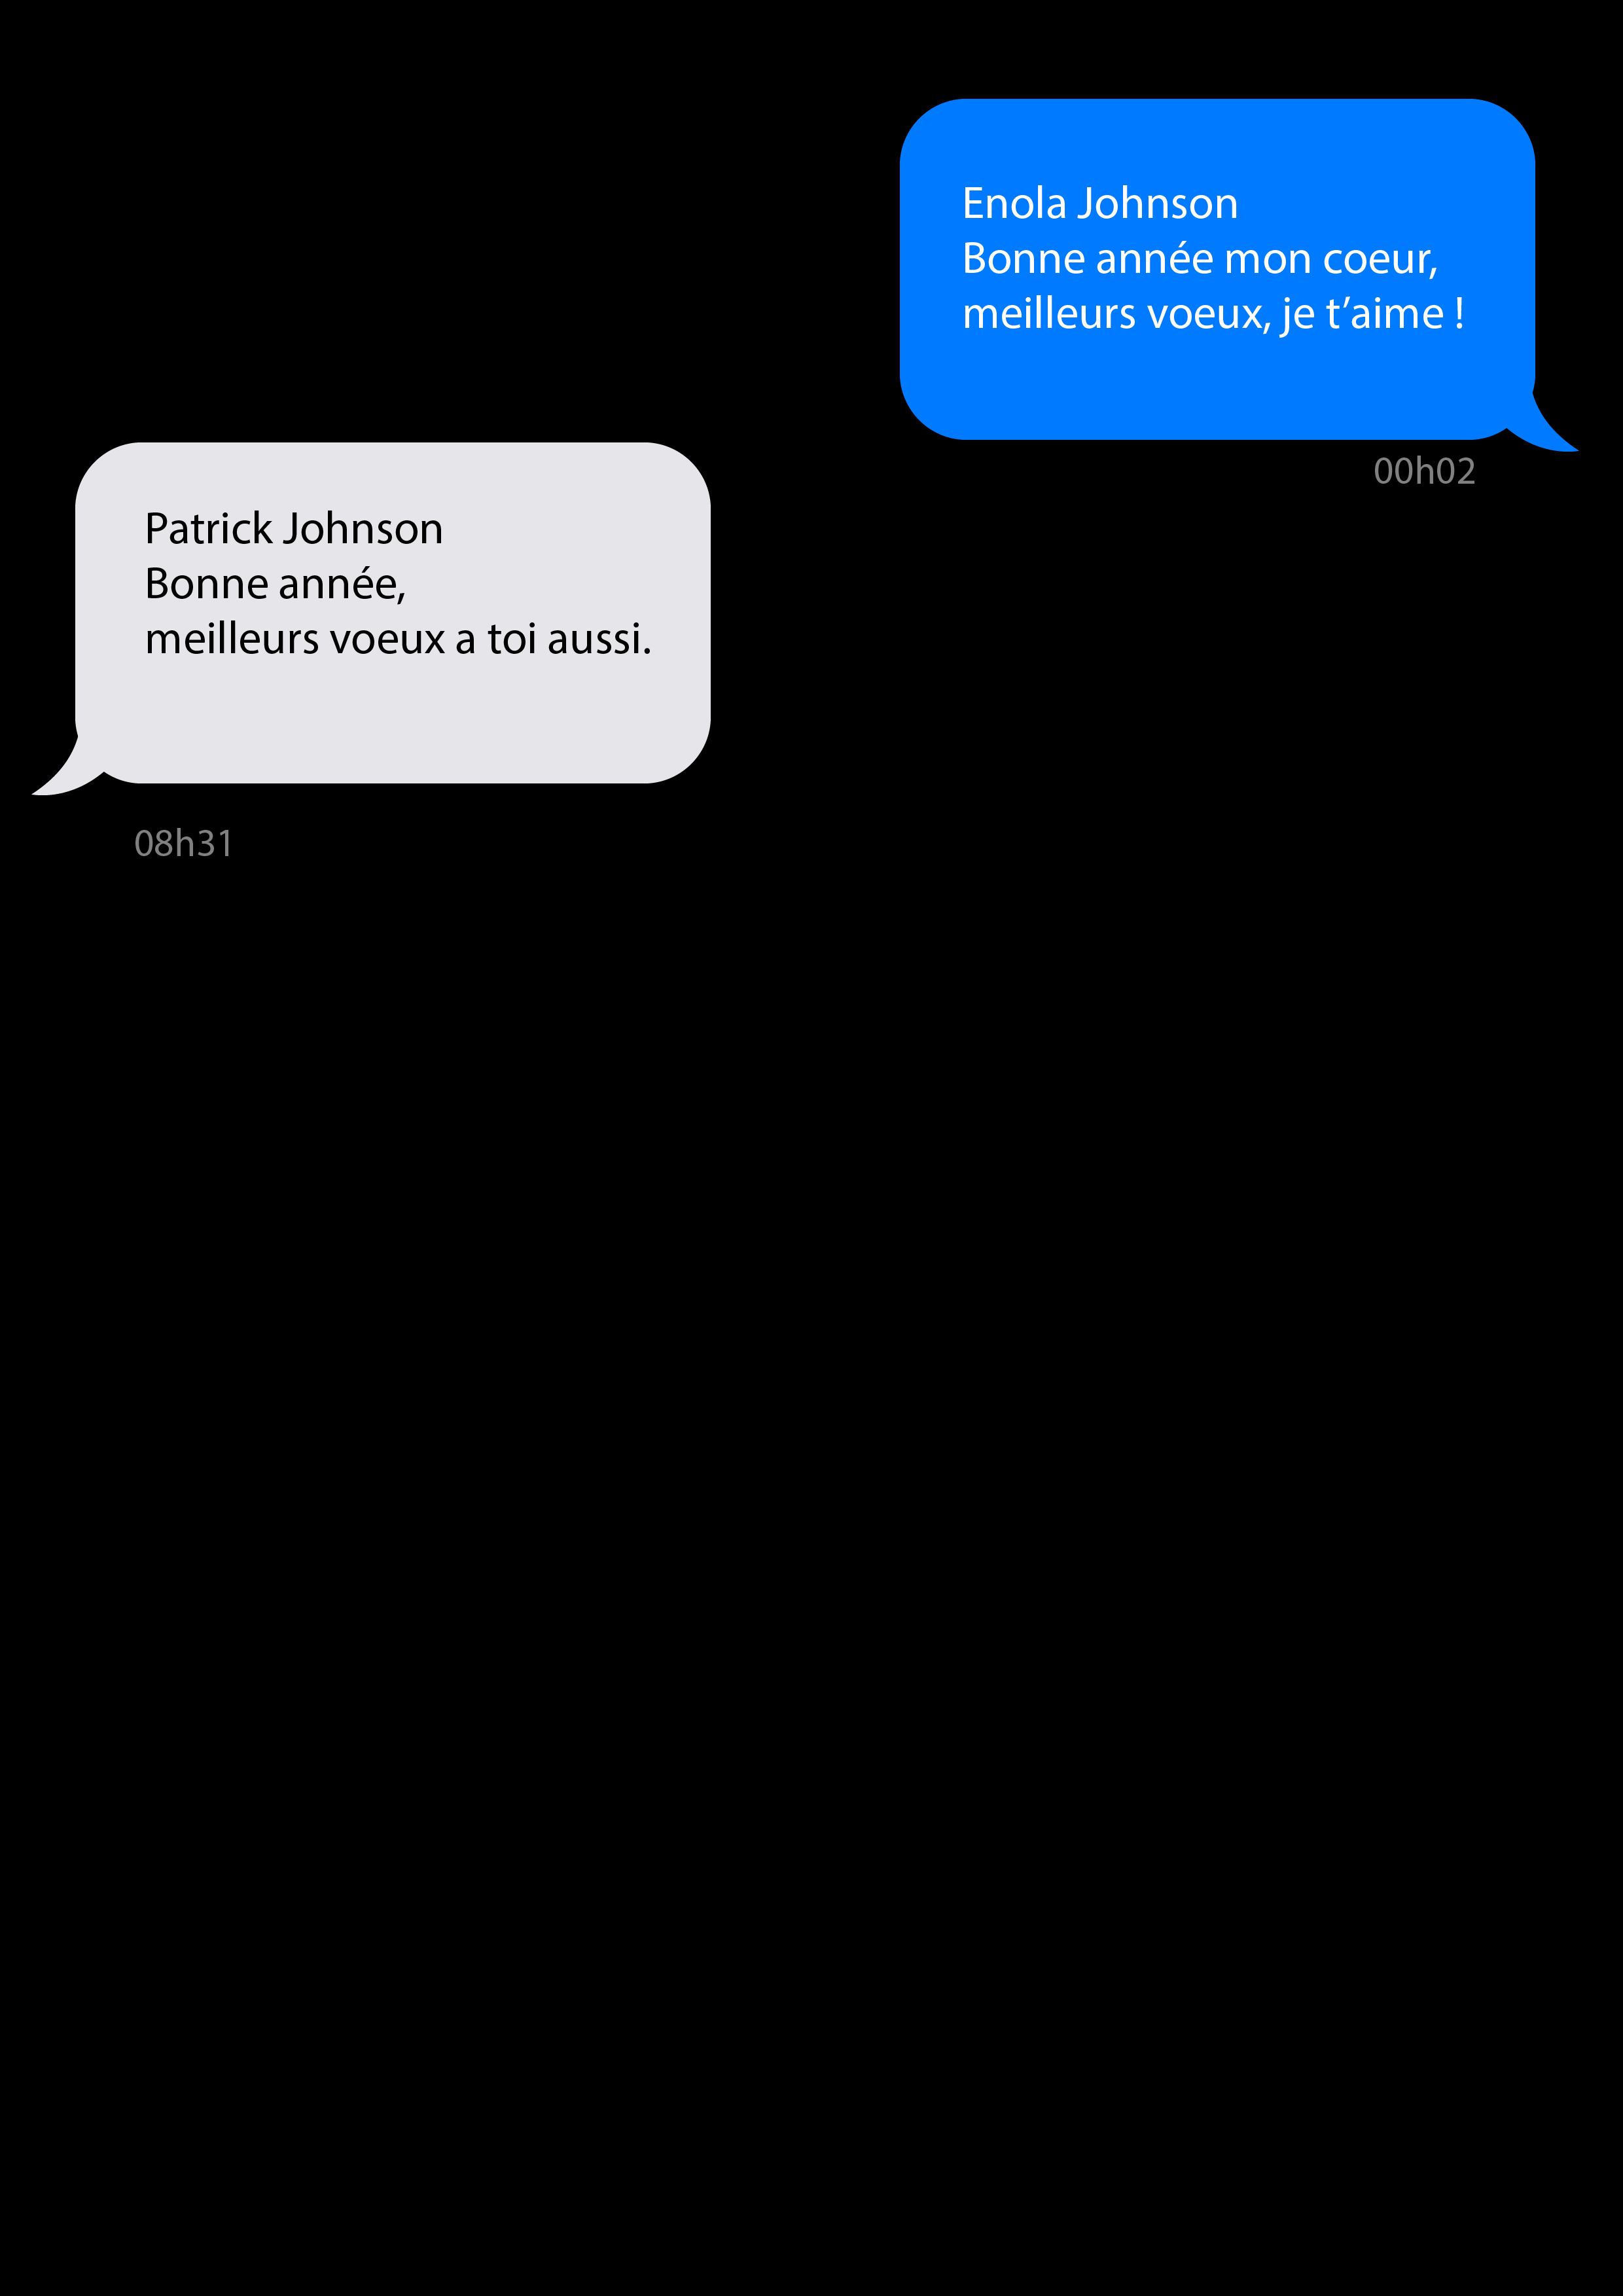 Enola Johnson
Bonne année mon coeur,
meilleurs voeux, je t’aime !
00h02
Patrick Johnson
Bonne année,
meilleurs voeux a toi aussi.
08h31